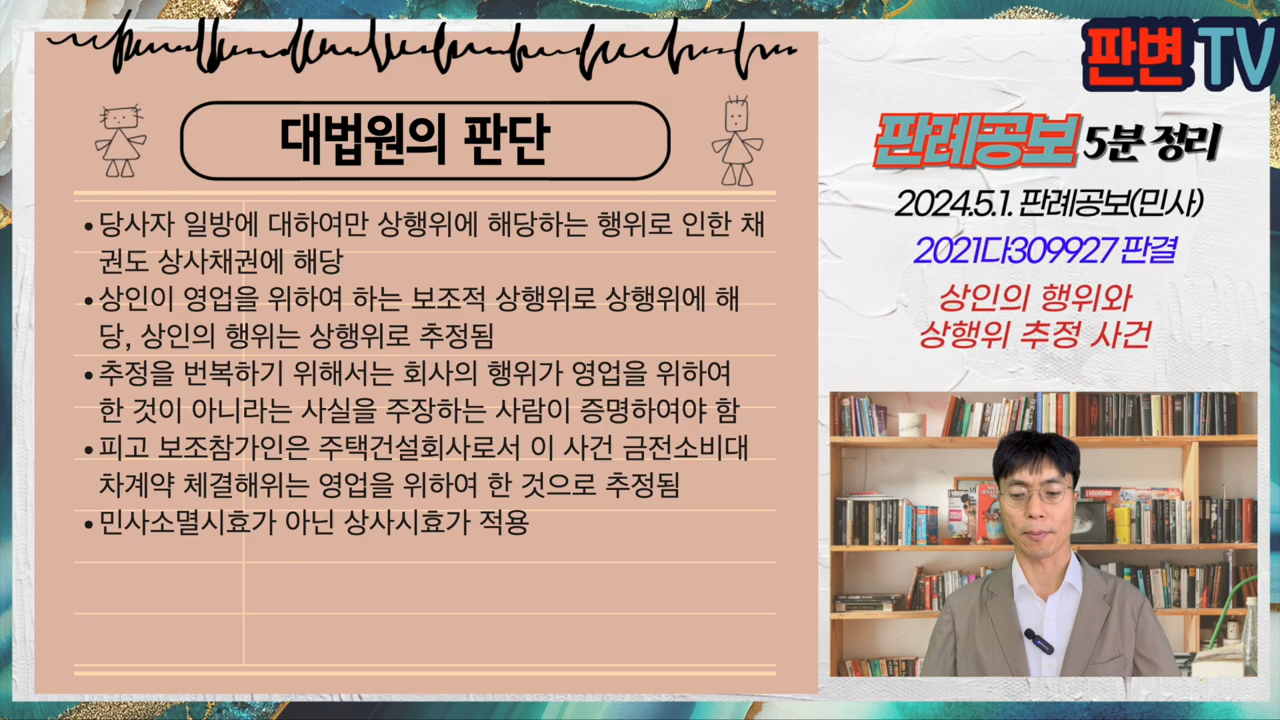 대법원의 판단
• 당사자 일방에 대하여만 상행위에 해당하는 행위로 인한 채
권도 상사채권에 해당
• 상인이 영업을 위하여 하는 보조적 상행위로 상행위에 해
당, 상인의 행위는 상행위로 추정됨
• 추정을 번복하기 위해서는 회사의 행위가 영업을 위하여
한 것이 아니라는 사실을 주장하는 사람이 증명하여야 함
• 피고 보조참가인은 주택건설회사로서 이 사건 금전소비대
차계약 체결해위는 영업을 위하여 한 것으로 추정됨
• 민사소멸시효가 아닌 상사시효가 적용
판변 TV
판례공보 5분 정리
2024.5.1. 판례공보(민사)
2021다309927 판결
상인의 행위와
상행위 추정 사건